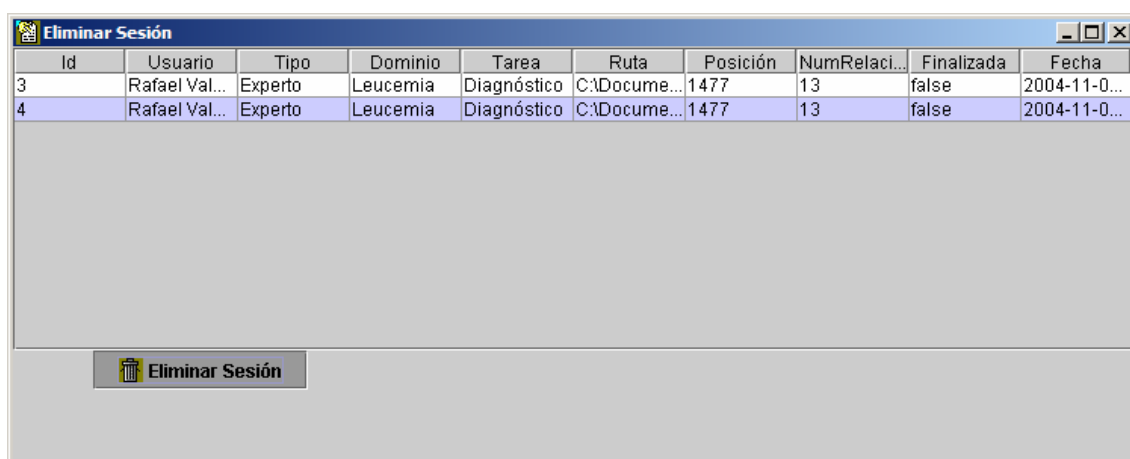 Eliminar Sesión
Id Usuario Tipo Dominio Tarea Ruta Posición NumRelaci... Finalizada Fecha
3 Rafael Val... Experto Leucemia Diagnóstico C:\Docume... 1477 13 false 2004-11-0...
4 Rafael Val... Experto Leucemia Diagnóstico C:\Docume... 1477 13 false 2004-11-0...
Eliminar Sesión